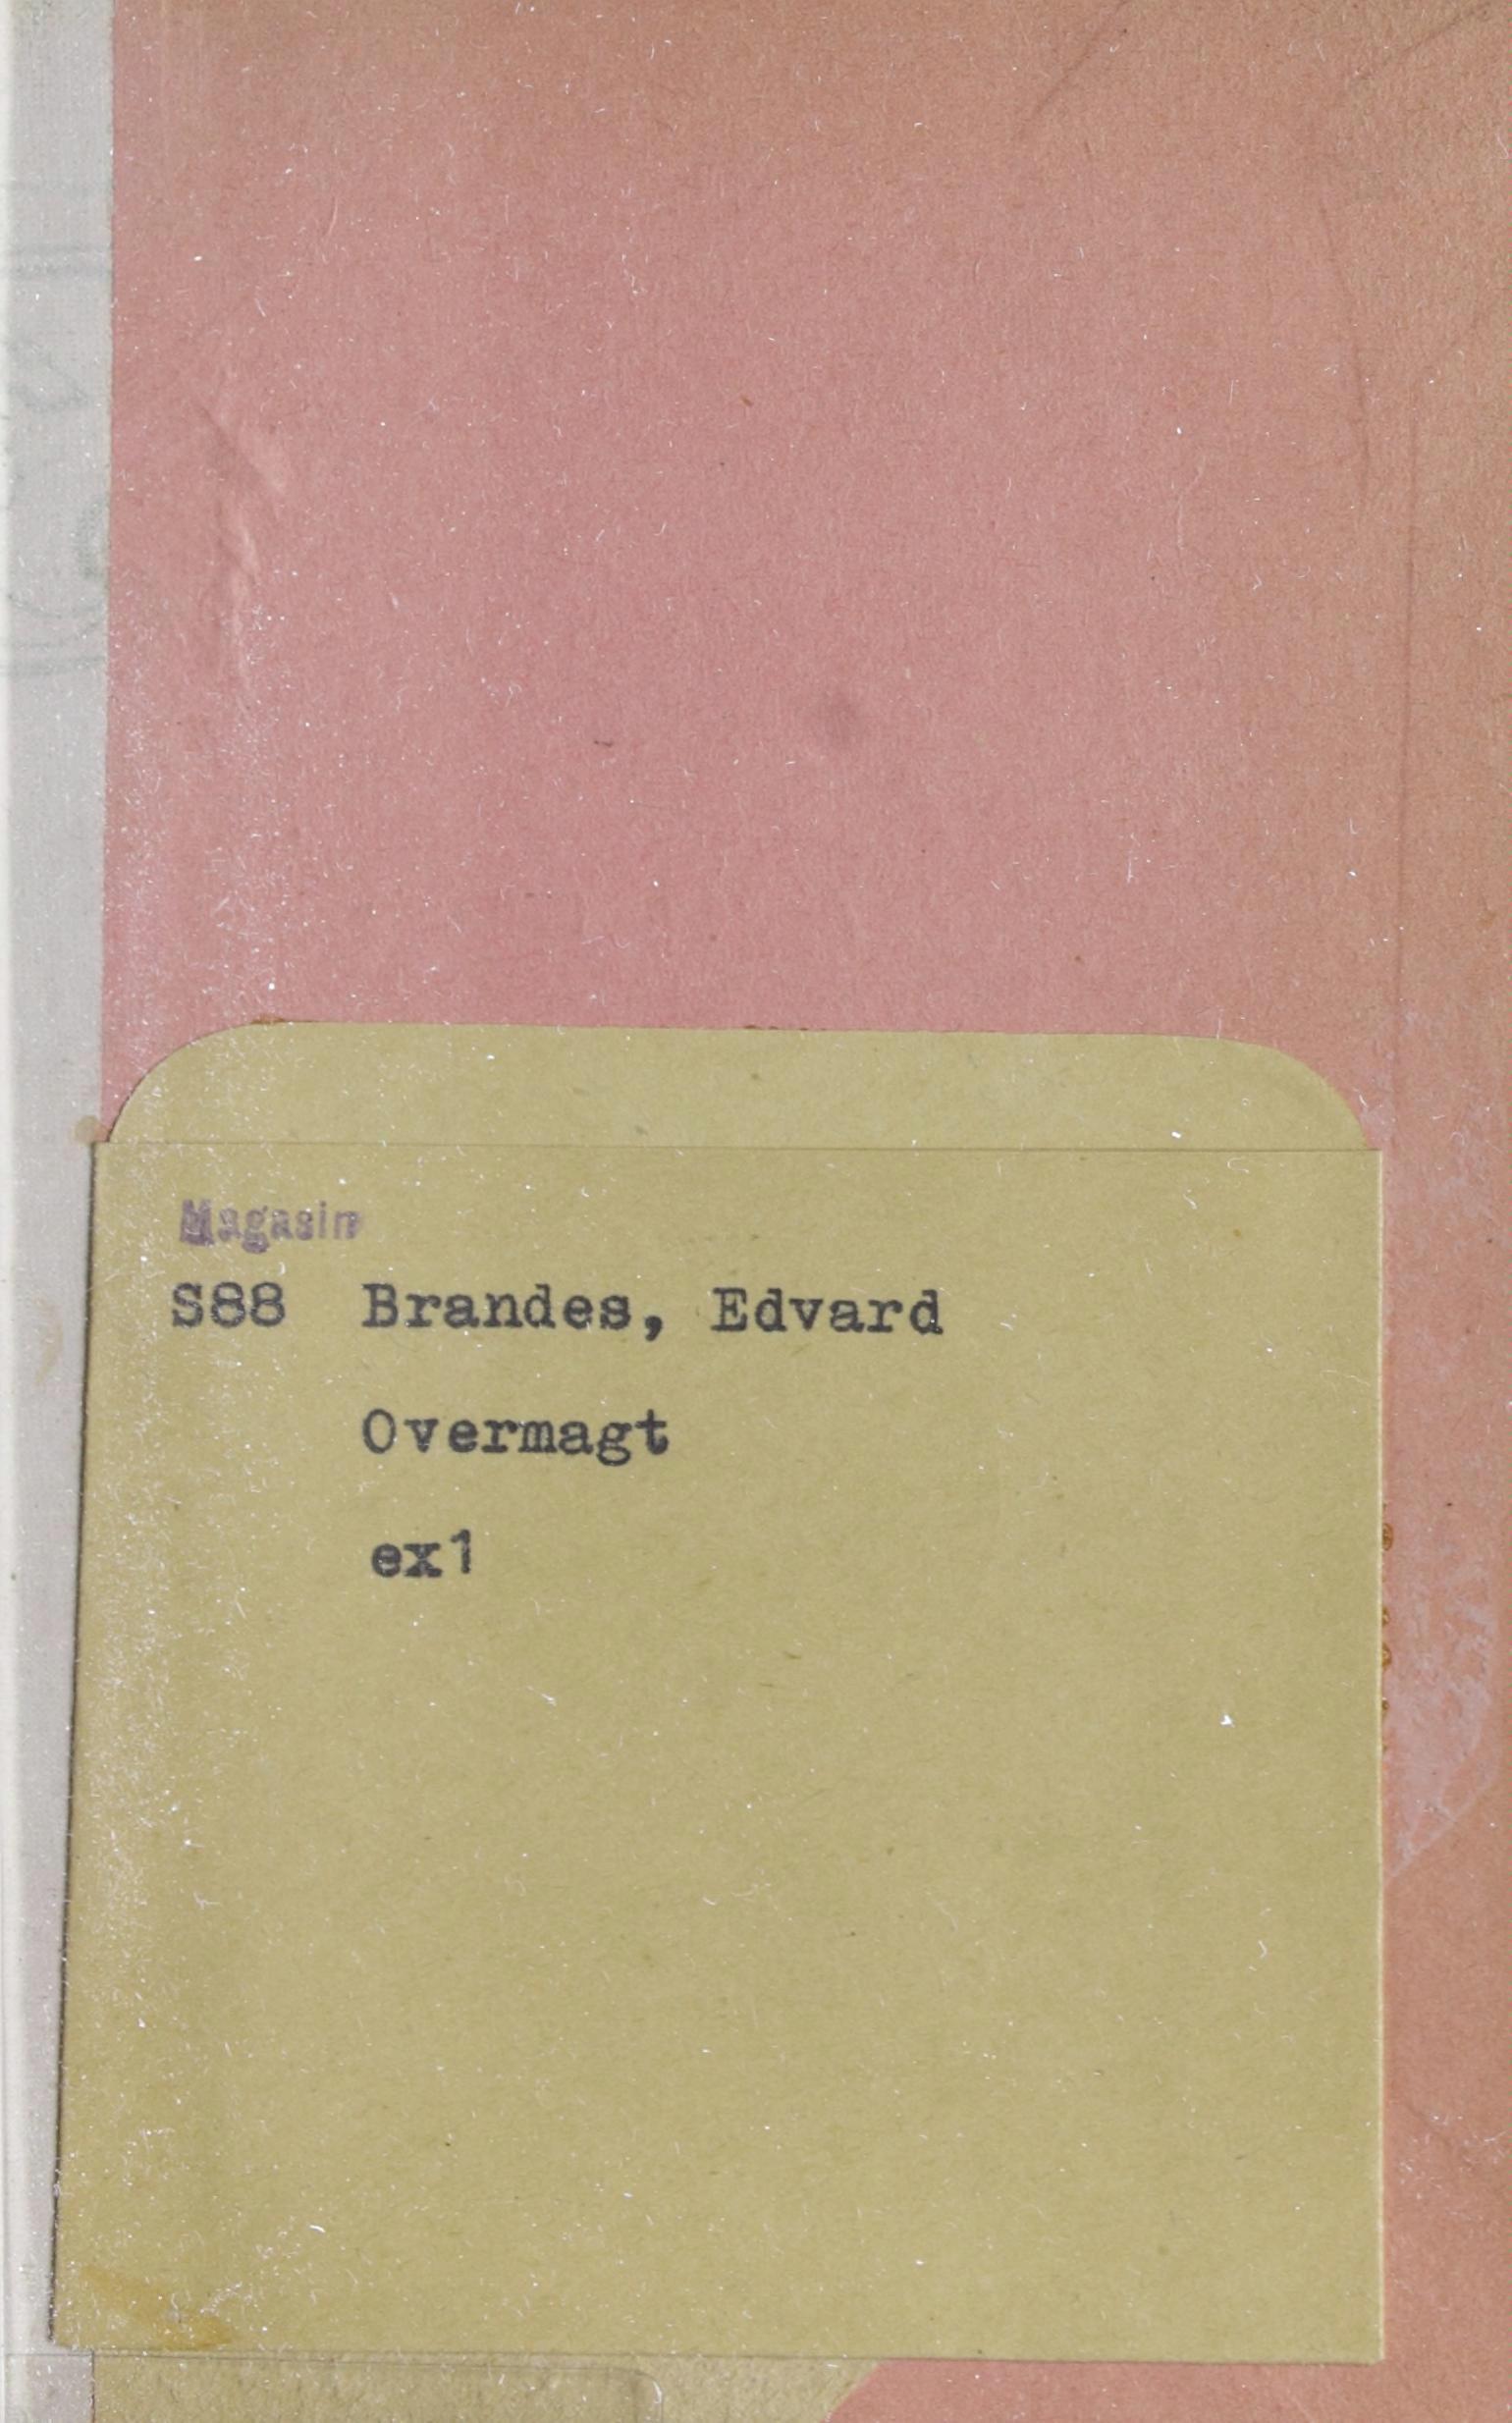 Magasin
S88 Brandes, Edvard
Overmagt
ex1